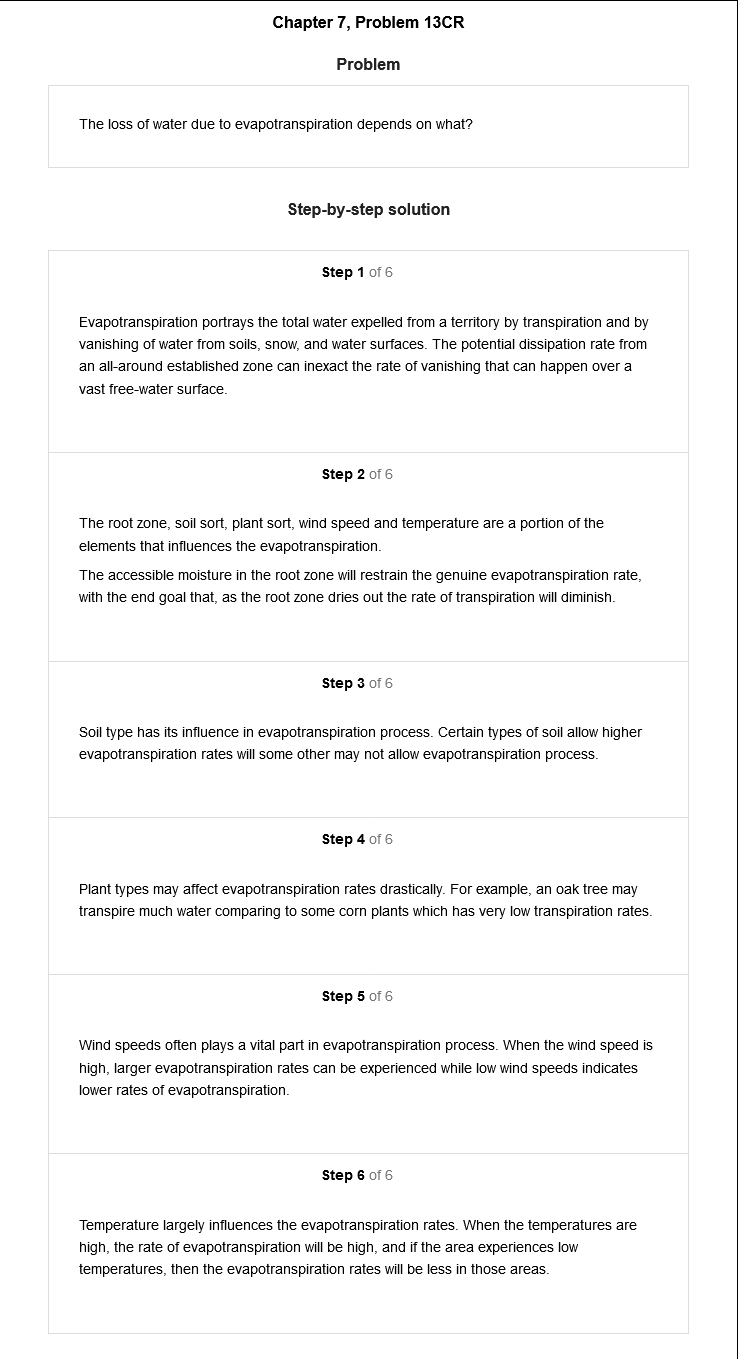 Chapter 7, Problem 13CR
Problem
The loss of water due to evapotranspiration depends on what?
Step-by-step solution
Step 1 of 6
Evapotranspiration portrays the total water expelled from a territory by transpiration and by
vanishing of water from soils, snow, and water surfaces. The potential dissipation rate from
an all-around established zone can inexact the rate of vanishing that can happen over a
vast free-water surface.
Step 2 of 6
The root zone, soil sort, plant sort, wind speed and temperature are a portion of the
elements that influences the evapotranspiration.
The accessible moisture in the root zone will restrain the genuine evapotranspiration rate,
with the end goal that, as the root zone dries out the rate of transpiration will diminish.
Step 3 of 6
Soil type has its influence in evapotranspiration process. Certain types of soil allow higher
evapotranspiration rates will some other may not allow evapotranspiration process.
Step 4 of 6
Plant types may affect evapotranspiration rates drastically. For example, an oak tree may
transpire much water comparing to some corn plants which has very low transpiration rates.
Step 5 of 6
Wind speeds often plays a vital part in evapotranspiration process. When the wind speed is
high, larger evapotranspiration rates can be experienced while low wind speeds indicates
lower rates of evapotranspiration.
Step 6 of 6
Temperature largely influences the evapotranspiration rates. When the temperatures are
high, the rate of evapotranspiration will be high, and if the area experiences low
temperatures, then the evapotranspiration rates will be less in those areas.